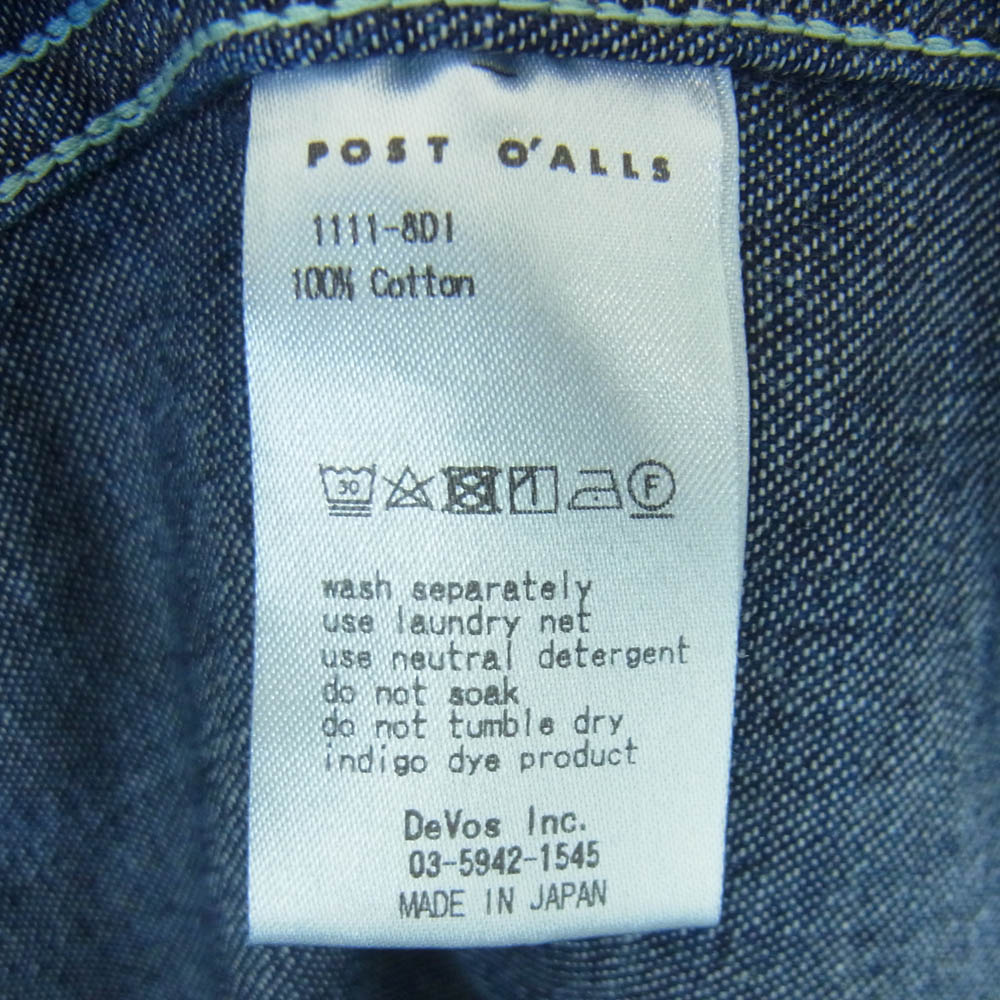 POST O'ALLS
1111-8D1
100% Cotton
30 F
wash separately
use laundry net
use neutral detergent
do not soak
do not tumble dry
indigo dye product
DeVos Inc.
03-5942-1545
MADE IN JAPAN